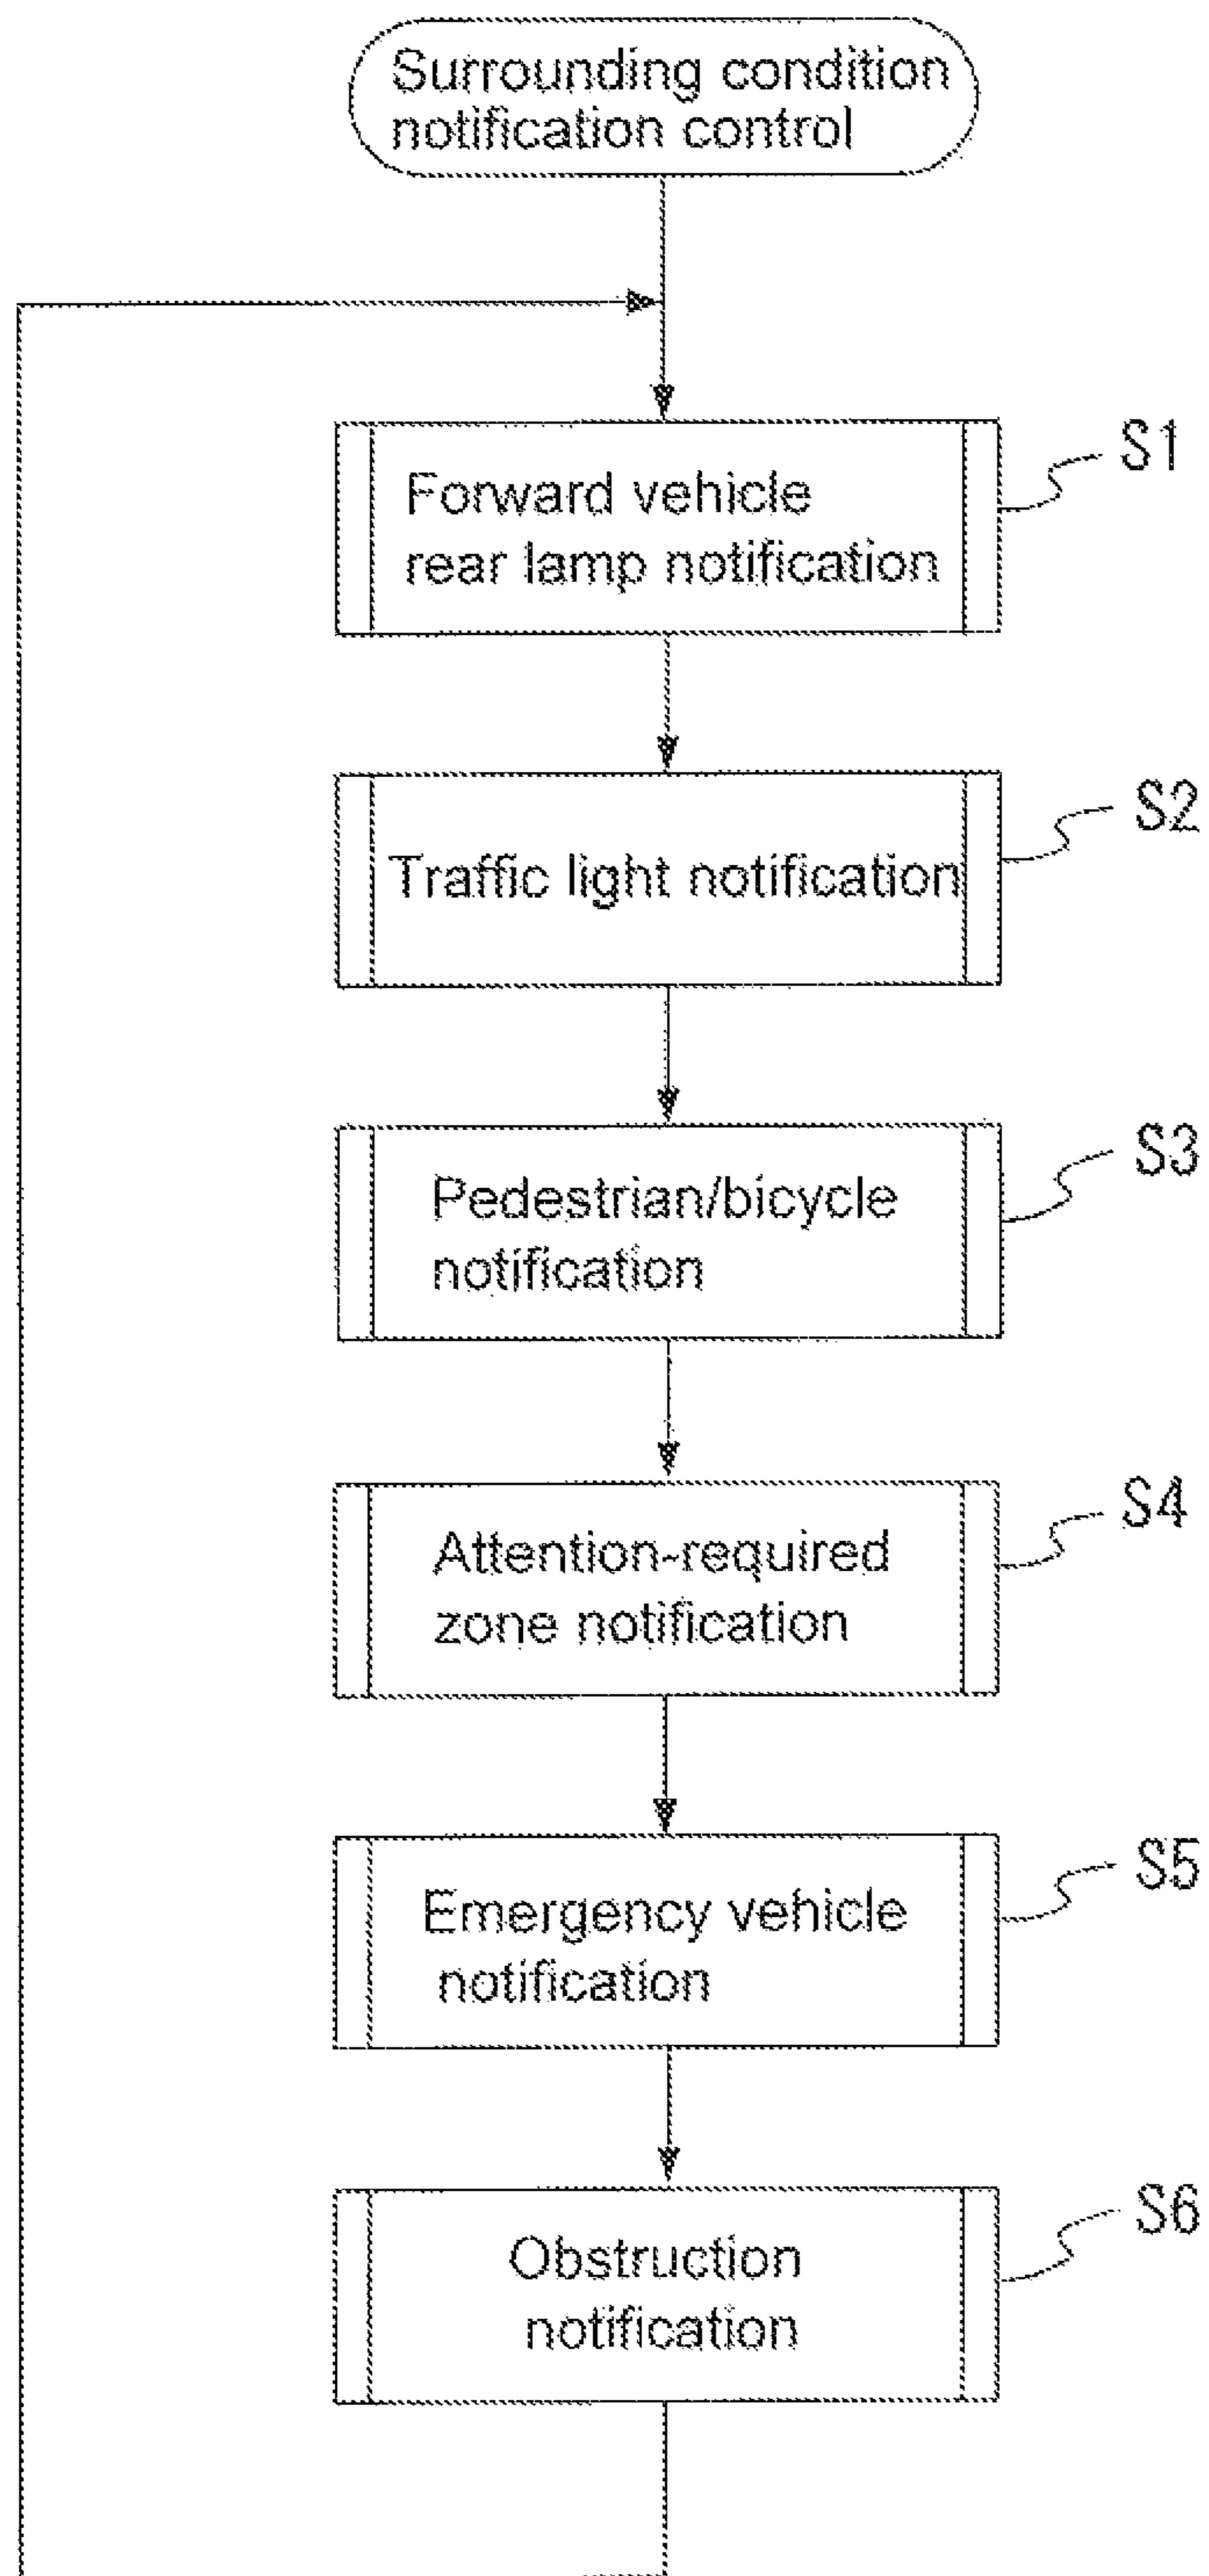 Surrounding condition
notification control
Forward vehicle
rear lamp notification
S1
Traffic light notification
S2
Pedestrian/bicycle
notification
S3
Attention-required
zone notification
S4
Emergency vehicle
notification
S5
Obstruction
notification
S6